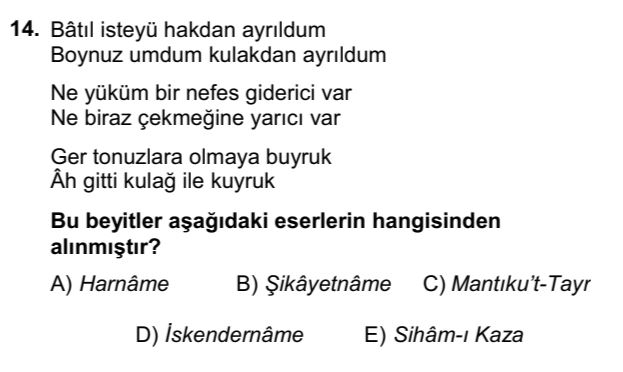 14. Bâtıl isteyü hakdan ayrıldum
Boynuz umdum kulakdan ayrıldum
Ne yüküm bir nefes giderici var
Ne biraz çekmeğine yarıcı var
Ger tonuzlara olmaya buyruk
Âh gitti kulağ ile kuyruk
Bu beyitler aşağıdaki eserlerin hangisinden
alınmıştır?
A) Harnâme B) Şikâyetnâme C) Mantıku’t-Tayr
D) İskendernâme E) Sihâm-ı Kaza